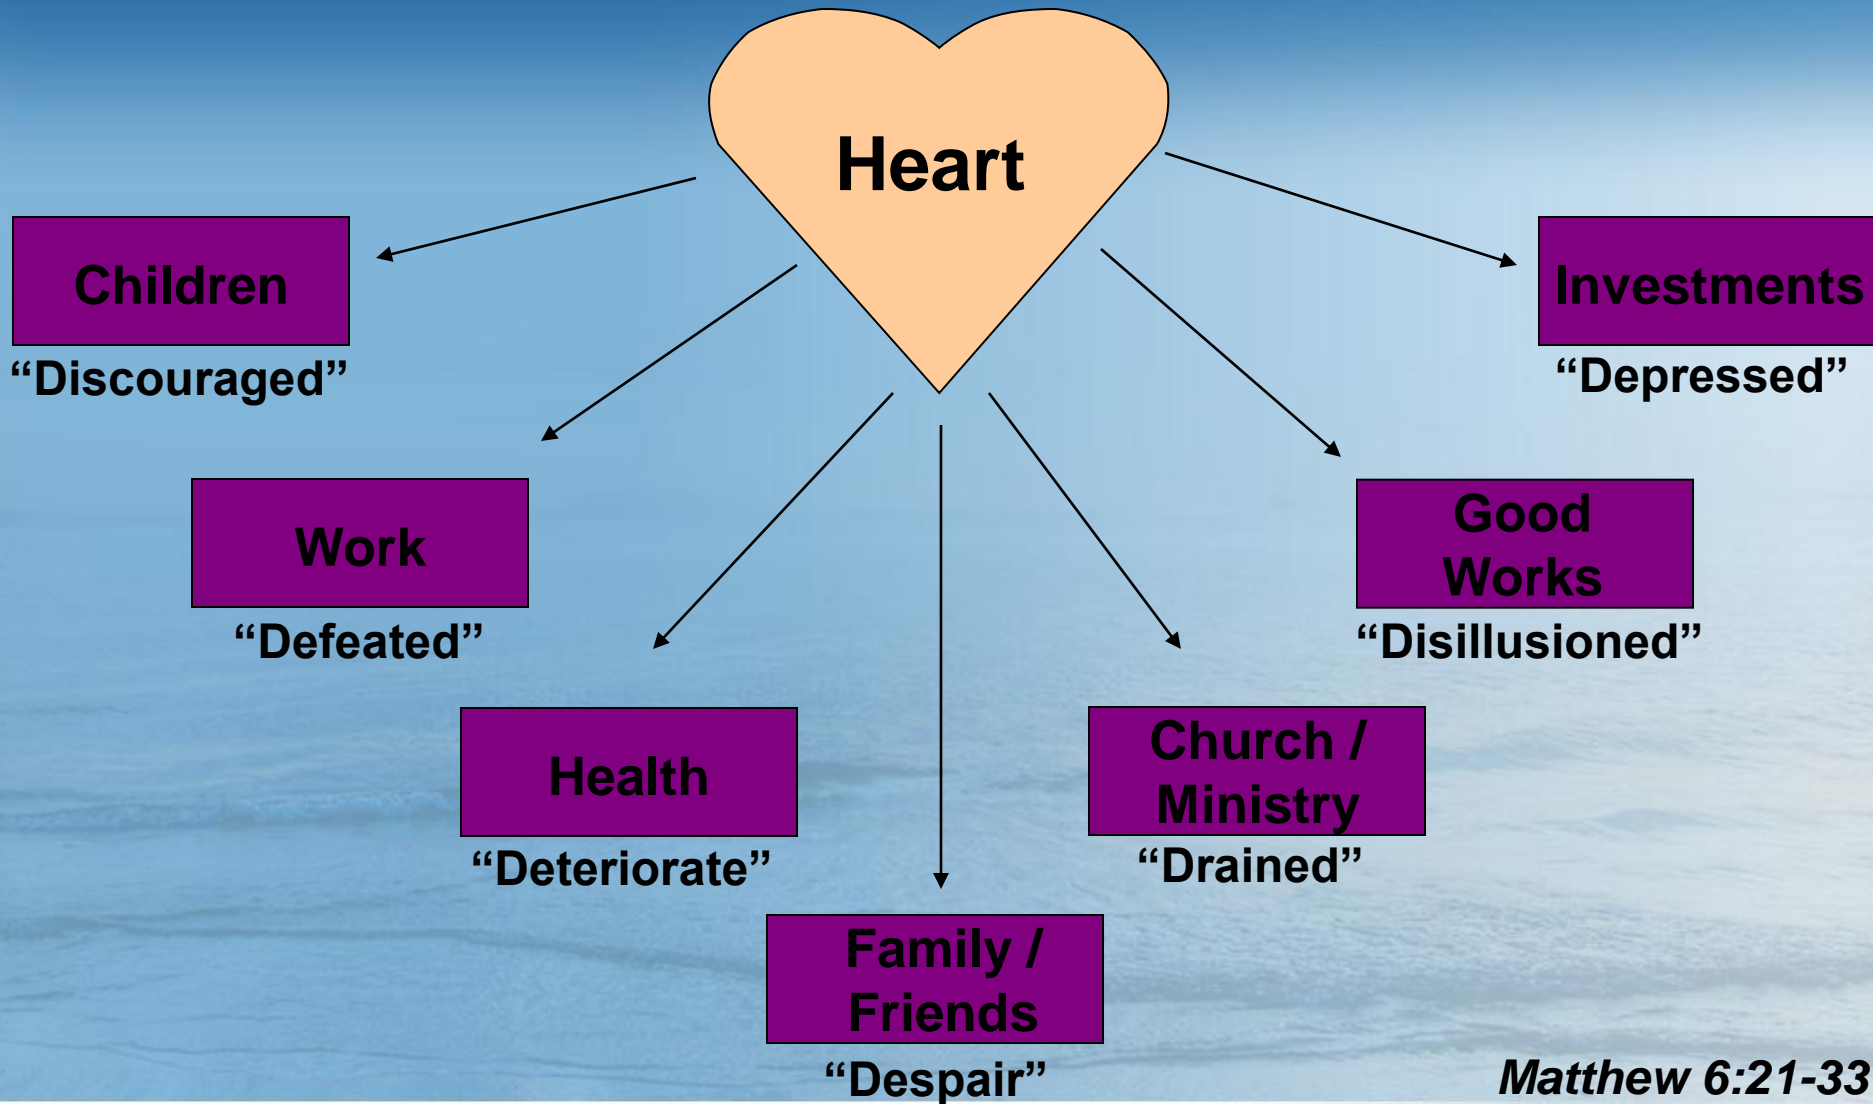 Heart
Children
“Discouraged”
Investments
“Depressed”
Work
“Defeated”
Good
Works
“Disillusioned”
Health
“Deteriorate”
Church /
Ministry
“Drained”
Family /
Friends
“Despair”
Matthew 6:21-33